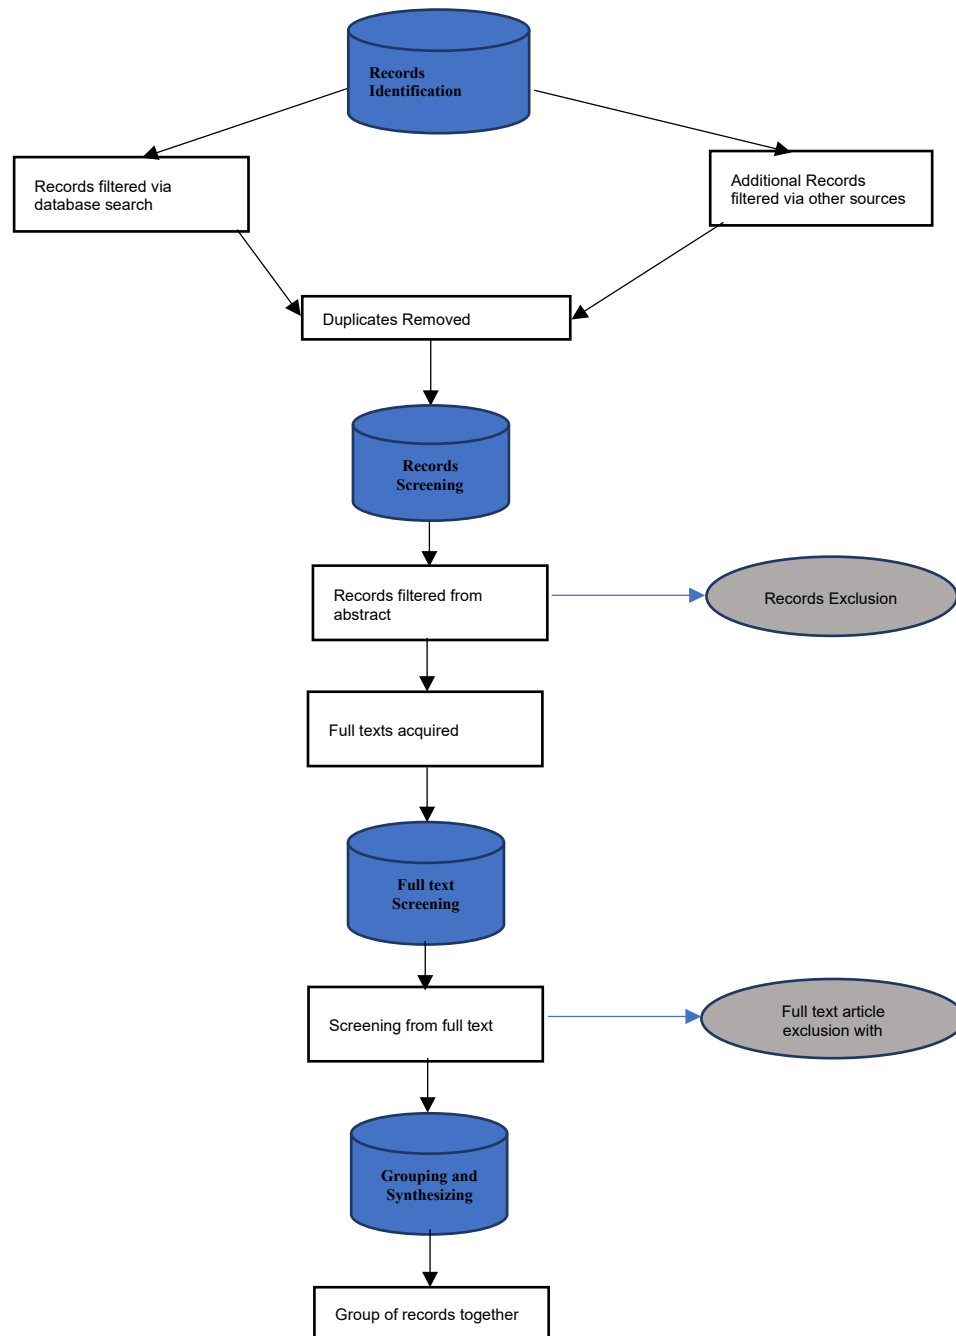 Records
Identification
Records filtered via
database search
Additional Records
filtered via other sources
Duplicates Removed
Records
Screening
Records filtered from
abstract
Records Exclusion
Full texts acquired
Full text
Screening
Screening from full text
Full text article
exclusion with
Grouping and
Synthesizing
Group of records together